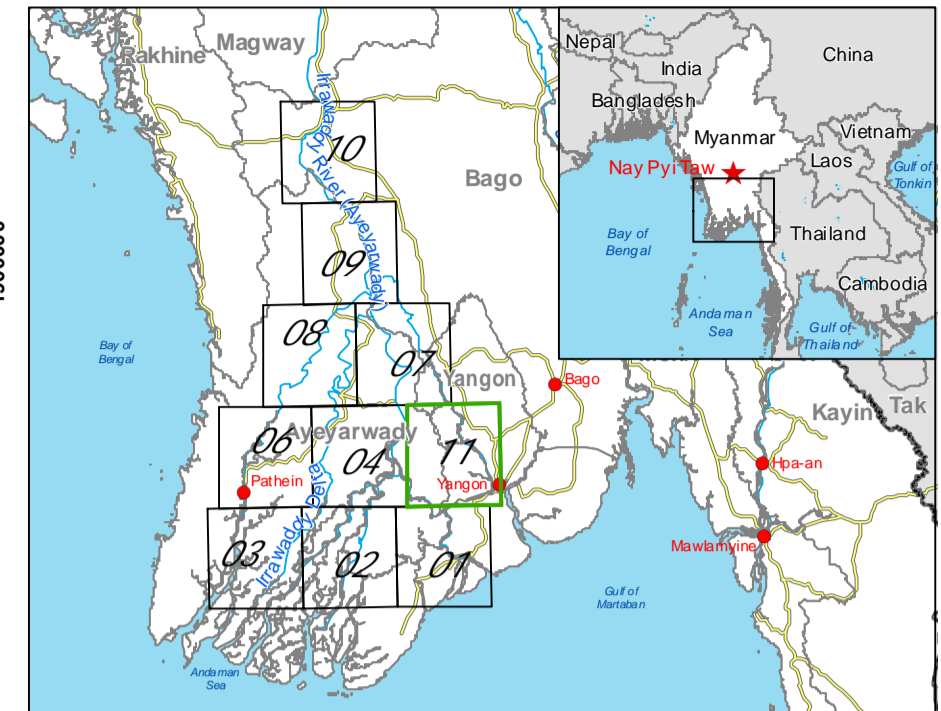 Rakhine
Magway
Bago
Irrawaddy River (Ayeyarwady)
10
09
08
07
06
04
11
03
02
01
Yangon
Ayeyarwady
Pathein
Yangon
Bago
Irrawaddy Delta
Bay of
Bengal
Andaman
Sea
Gulf of
Martaban
Kayin
Tak
Hpa-an
Mawlamyine
Nepal
India
Bangladesh
China
Myanmar
Nay Pyi Taw
Vietnam
Laos
Gulf of
Tonkin
Bay of
Bengal
Thailand
Cambodia
Andaman
Sea
Gulf of
Thailand